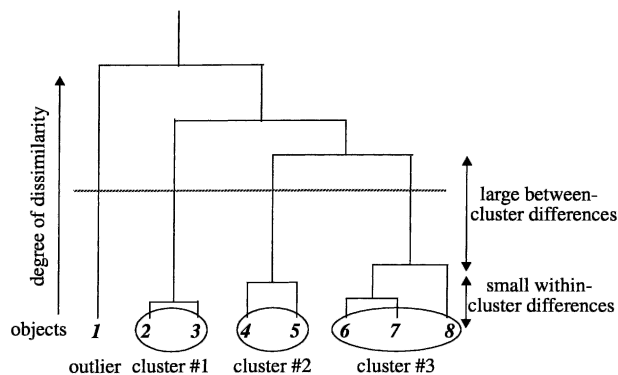 degree of dissimilarity
large between-
cluster differences
small within-
cluster differences
objects 1 2 3 4 5 6 7 8
outlier cluster #1 cluster #2 cluster #3